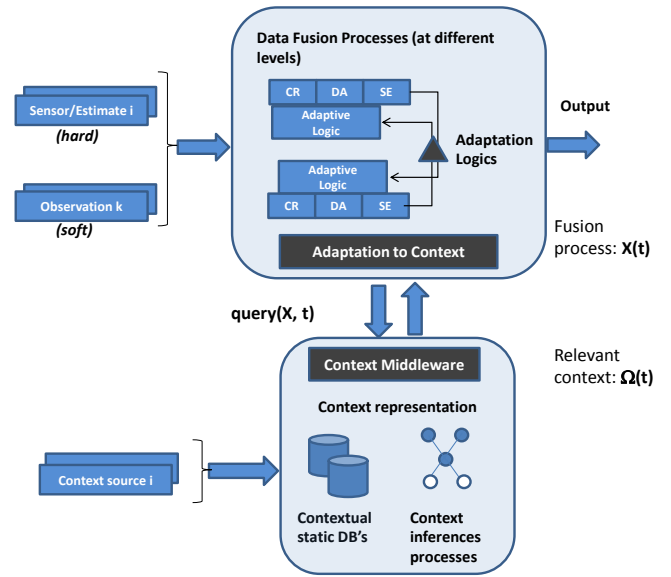 Data Fusion Processes (at different
levels)
CR DA SE
Adaptive
Logic
Adaptation
Logics
Adaptive
Logic
CR DA SE
Adaptation to Context
Sensor/Estimate i
(hard)
Observation k
(soft)
Output
Fusion
process: X(t)
query(X, t)
Relevant
context: Ω(t)
Context Middleware
Context representation
Context source i
Contextual
static DB's
Context
inferences
processes